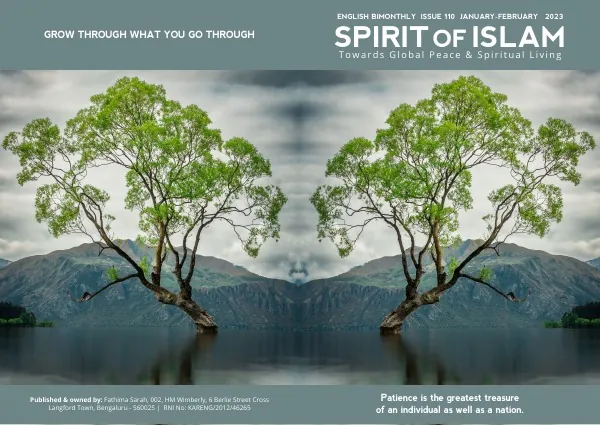 GROW THROUGH WHAT YOU GO THROUGH
ENGLISH BIMONTHLY ISSUE 110 JANUARY-FEBRUARY 2023
SPIRIT OF ISLAM
Towards Global Peace & Spiritual Living
Published & owned by: Fathima Sarah, 002, HM Wimberly, 6 Berlie Street Cross
Langford Town, Bengaluru - 560025 | RNI No: KARENG/2012/46265
Patience is the greatest treasure
of an individual as well as a nation.